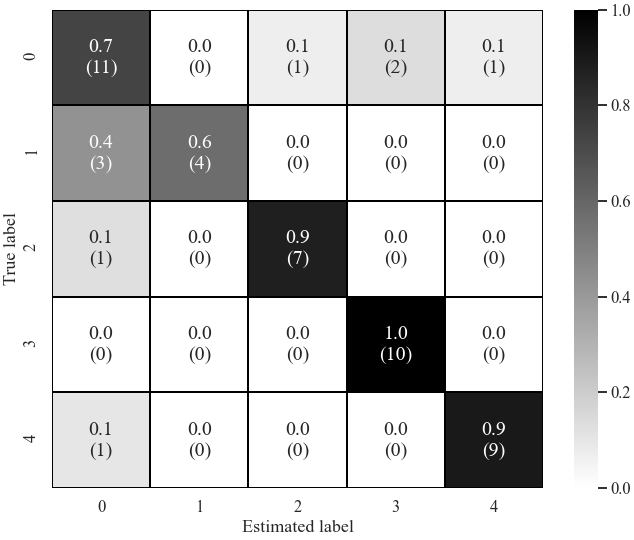 0.7 0.0 0.1 0.1 0.1
(11) (0) (1) (2) (1)
0.4 0.6 0.0 0.0 0.0
(3) (4) (0) (0) (0)
0.1 0.0 0.9 0.0 0.0
(1) (0) (7) (0) (0)
0.0 0.0 0.0 1.0 0.0
(0) (0) (0) (10) (0)
0.1 0.0 0.0 0.0 0.9
(1) (0) (0) (0) (9)
0
1
2
3
4
True label
0 1 2 3 4
Estimated label
1.0
0.8
0.6
0.4
0.2
0.0